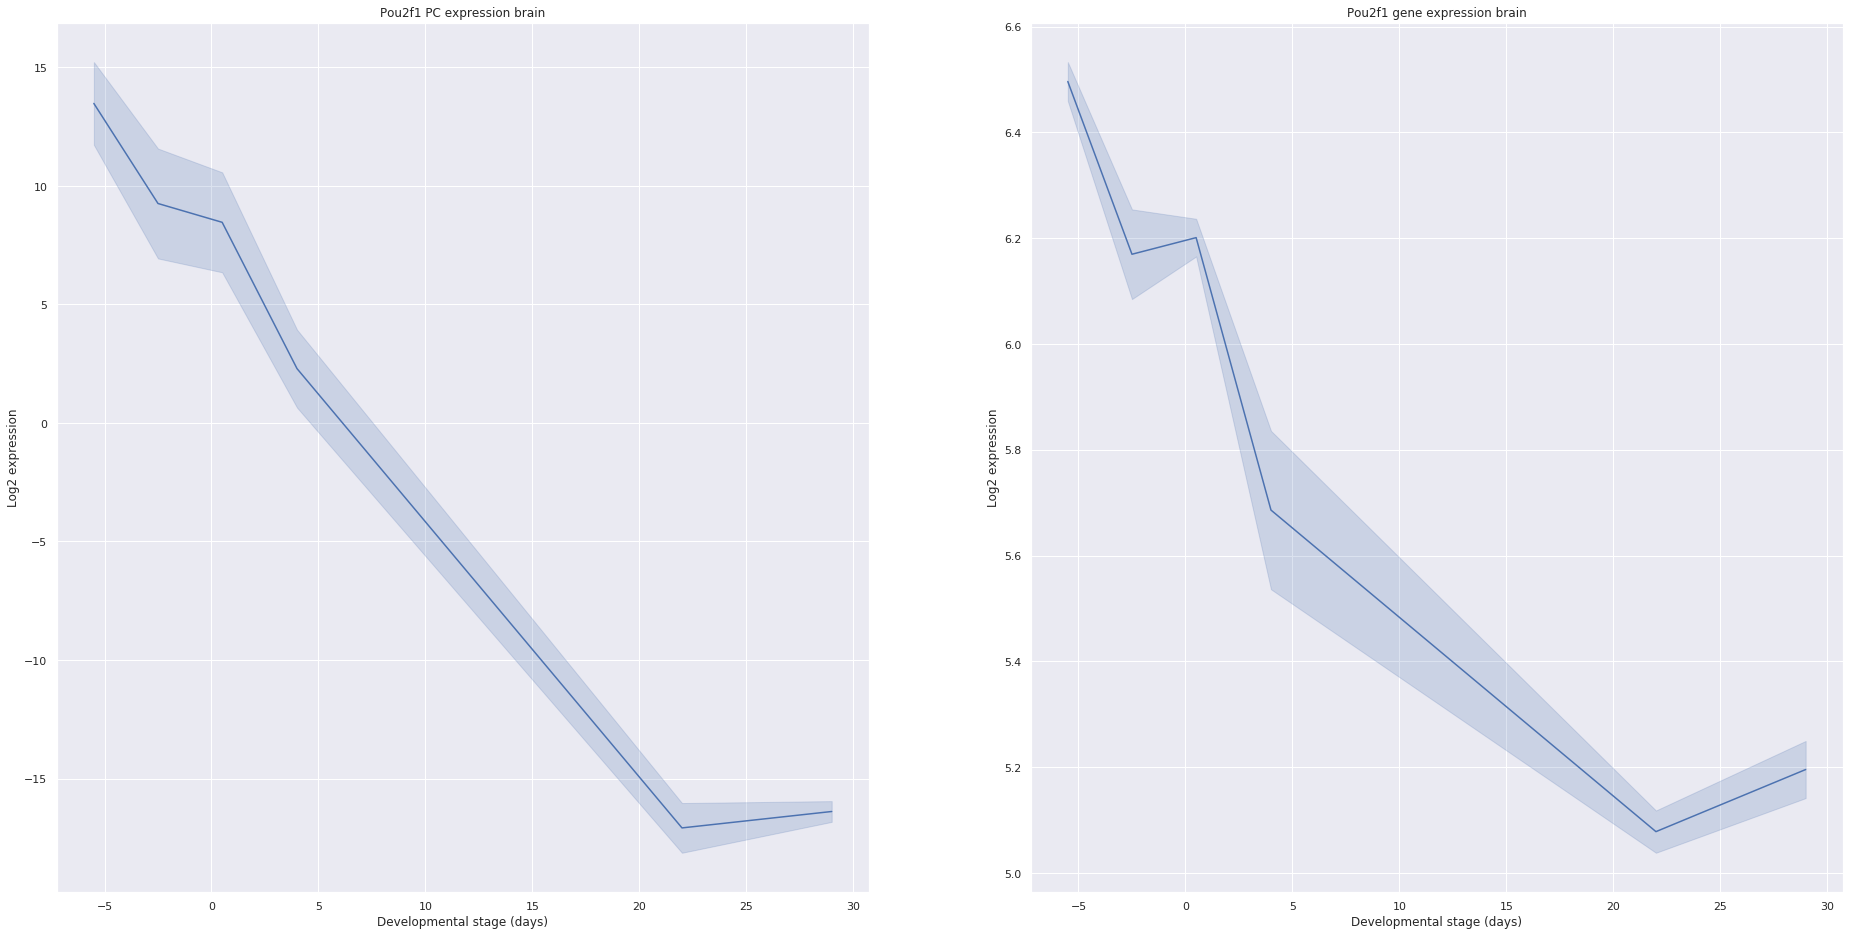 Pou2f1 PC expression brain
15
10
5
0
−5
−10
−15
Log2 expression
−5 0 5 10 15 20 25 30
Developmental stage (days)
Pou2f1 gene expression brain
6.6
6.4
6.2
6.0
5.8
5.6
5.4
5.2
5.0
Log2 expression
−5 0 5 10 15 20 25 30
Developmental stage (days)